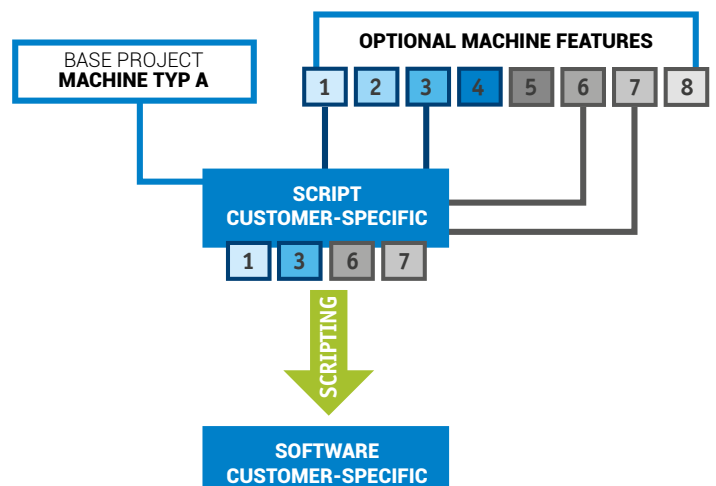 BASE PROJECT
MACHINE TYP A
OPTIONAL MACHINE FEATURES
1 2 3 4 5 6 7 8
SCRIPT
CUSTOMER-SPECIFIC
1 3 6 7
SCRIPTING
SOFTWARE
CUSTOMER-SPECIFIC